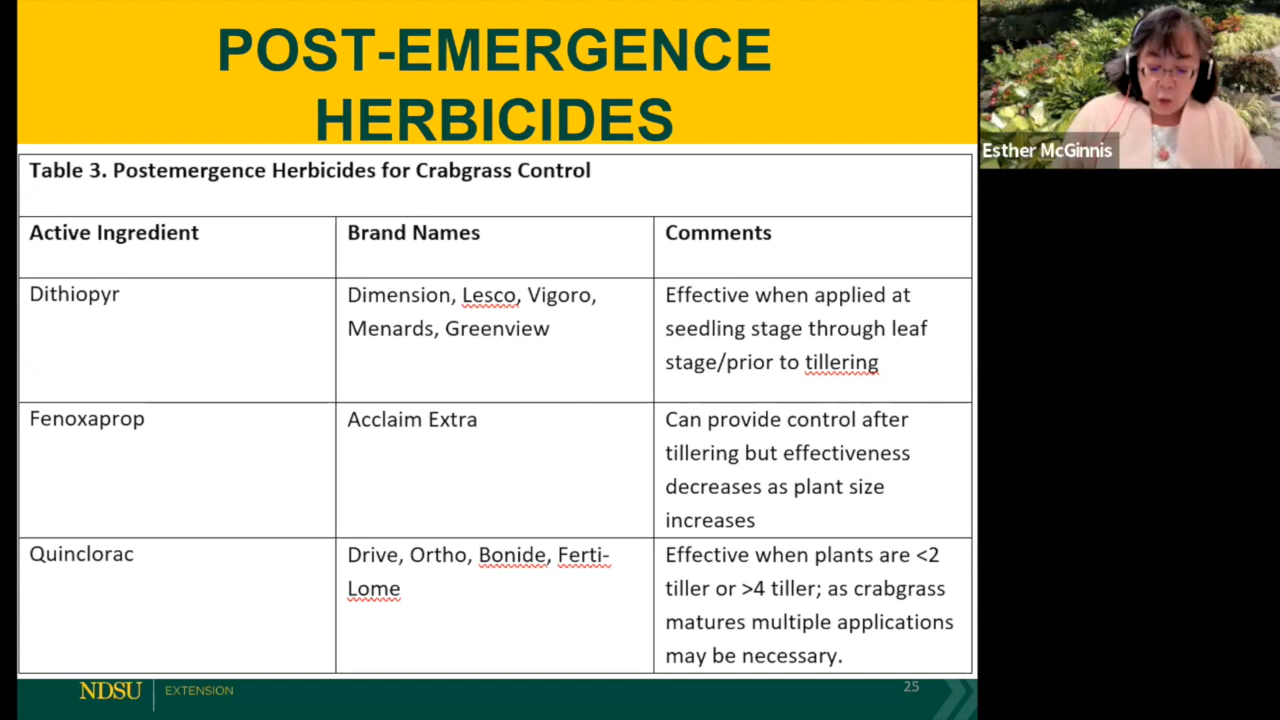 POST-EMERGENCE
HERBICIDES
Esther McGinnis
Table 3. Postemergence Herbicides for Crabgrass Control
Active Ingredient
Brand Names
Comments
Dithiopyr
Dimension, Lesco, Vigoro,
Menards, Greenview
Effective when applied at
seedling stage through leaf
stage/prior to tillering
Fenoxaprop
Acclaim Extra
Can provide control after
tillering but effectiveness
decreases as plant size
increases
Quinclorac
Drive, Ortho, Bonide, Ferti-
Lome
Effective when plants are <2
tiller or >4 tiller; as crabgrass
matures multiple applications
may be necessary.
NDSU
EXTENSION
25